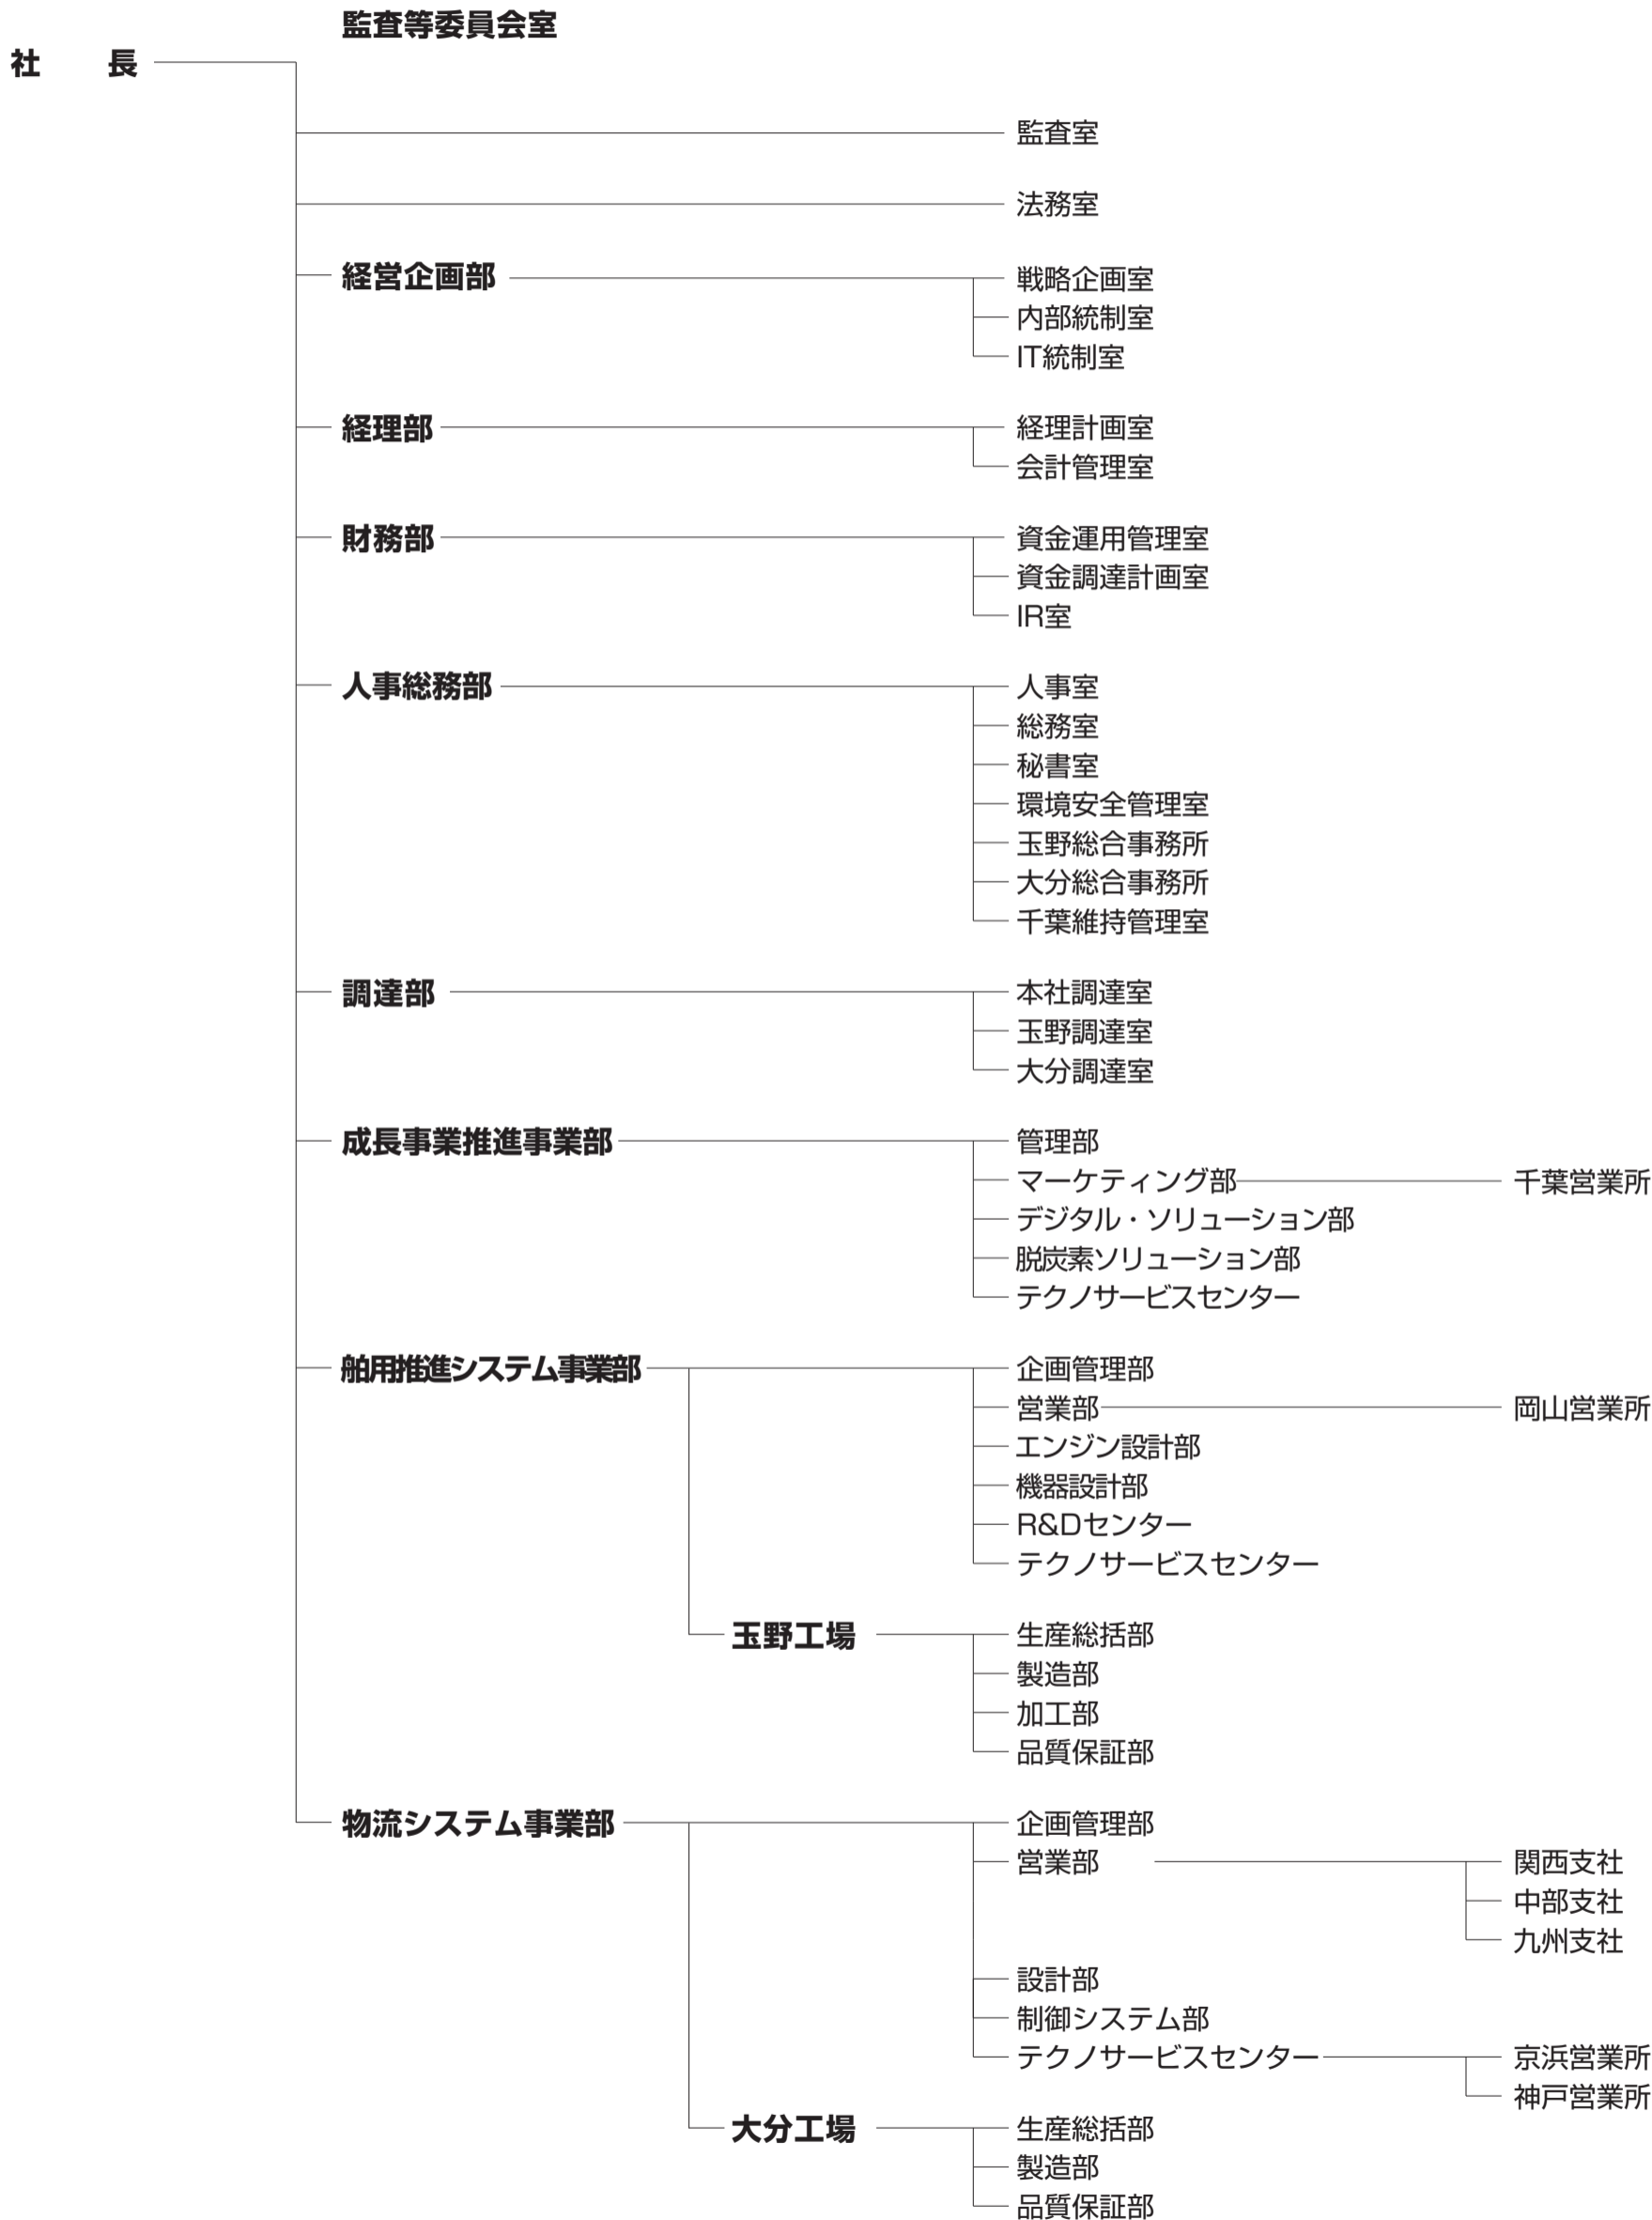 監査等委員会室
社　　長
監査室
法務室
経営企画部 戦略企画室
内部統制室
IT統制室
経理部 経理計画室
会計管理室
財務部 資金運用管理室
資金調達計画室
IR室
人事総務部 人事室
総務室
秘書室
環境安全管理室
玉野総合事務所
大分総合事務所
千葉維持管理室
調達部 本社調達室
玉野調達室
大分調達室
成長事業推進事業部 管理部
マーケティング部 千葉営業所
デジタル・ソリューション部
脱炭素ソリューション部
テクノサービスセンター
舶用推進システム事業部 企画管理部
営業部 岡山営業所
エンジン設計部
機器設計部
R&Dセンター
テクノサービスセンター
玉野工場 生産総括部
製造部
加工部
品質保証部
物流システム事業部 企画管理部
営業部 関西支社
中部支社
九州支社
設計部
制御システム部
テクノサービスセンター 京浜営業所
神戸営業所
大分工場 生産総括部
製造部
品質保証部